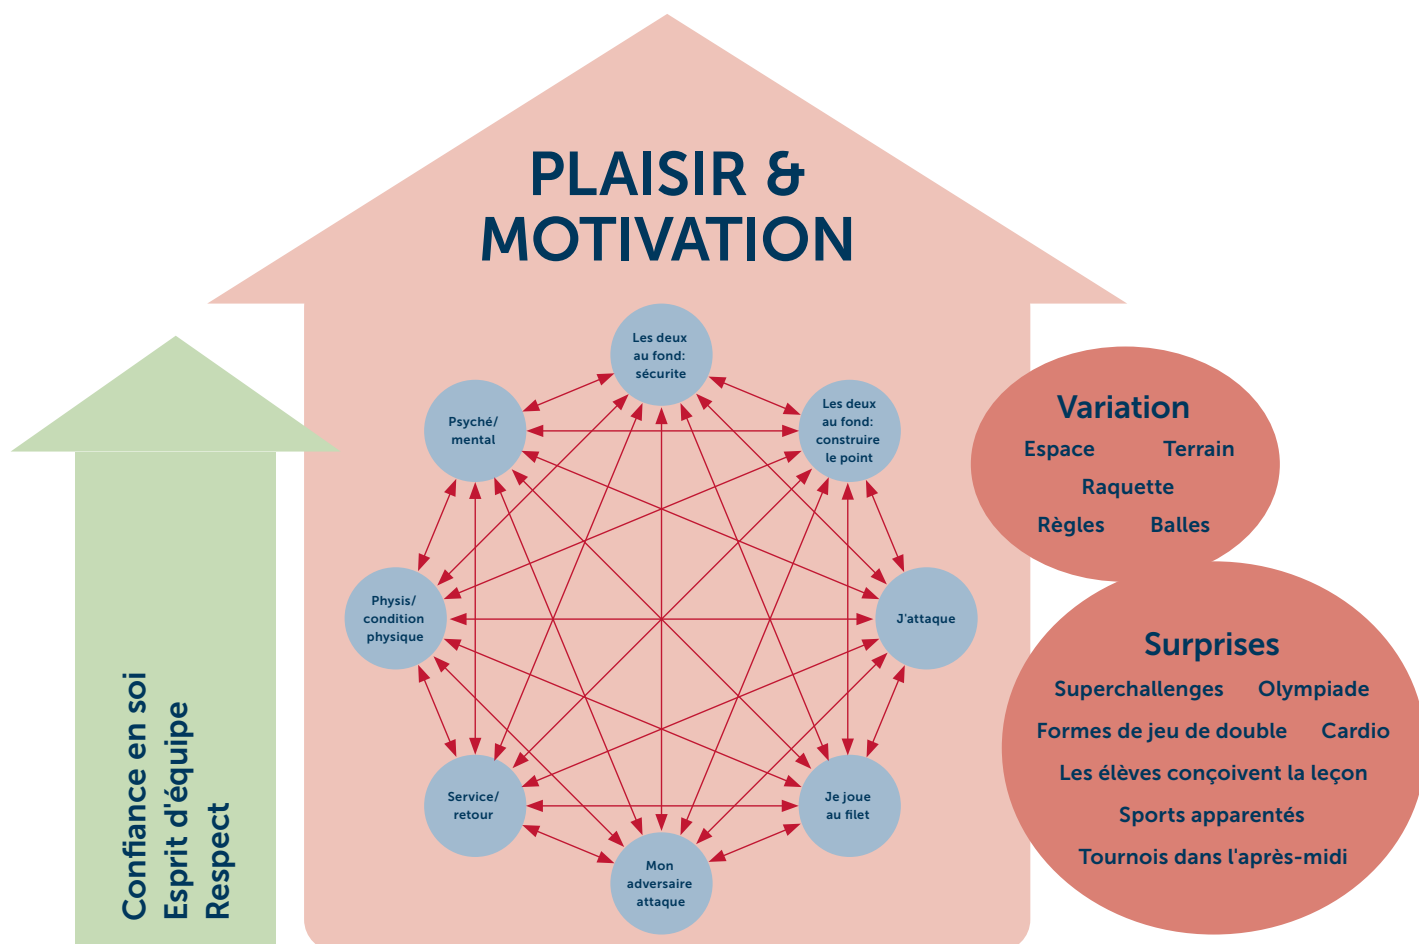 PLAISIR &
MOTIVATION
Les deux
au fond:
sécurite
Psyché/
mental
Les deux
au fond:
construire
le point
Physis/
condition
physique
J'attaque
Service/
retour
Je joue
au filet
Mon
adversaire
attaque
Confiance en soi
Esprit d'équipe
Respect
Variation
Espace Terrain
Raquette
Règles Balles
Surprises
Superchallenges Olympiade
Formes de jeu de double Cardio
Les élèves conçoivent la leçon
Sports apparentés
Tournois dans l'après-midi